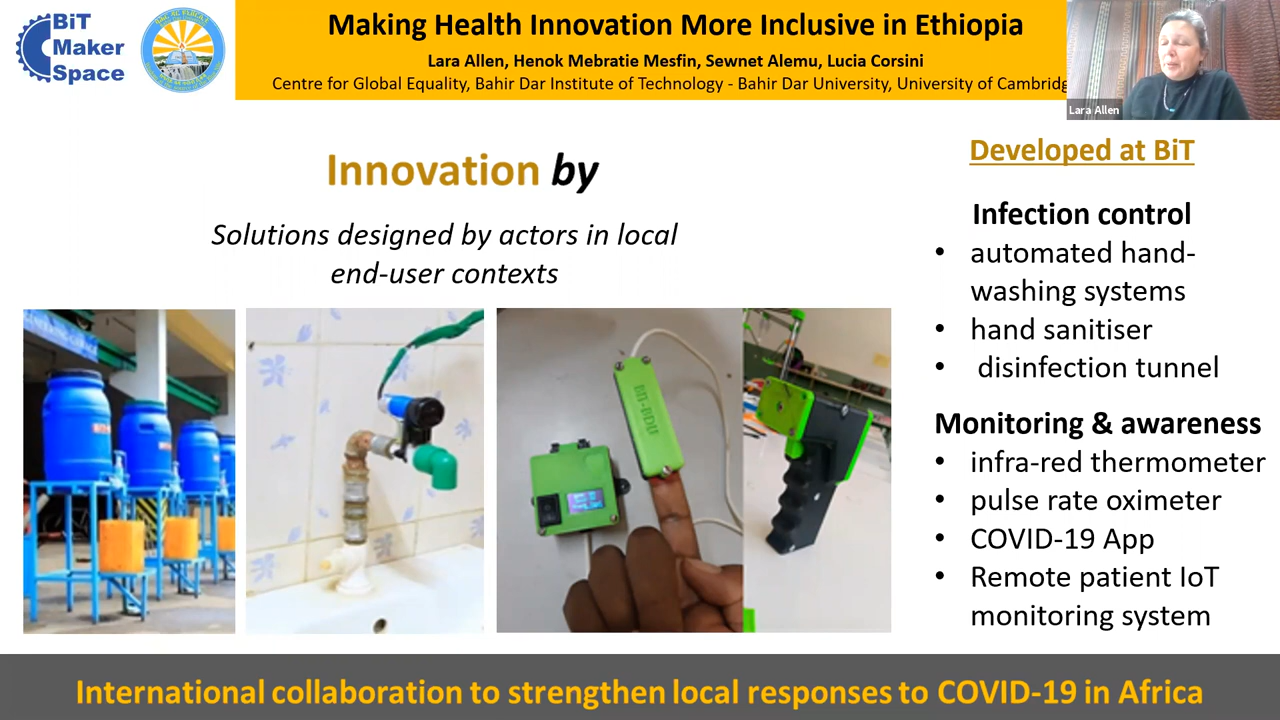 BiT
Maker
Space
Making Health Innovation More Inclusive in Ethiopia
Lara Allen, Henok Mebratie Mesfin, Sewnet Alemu, Lucia Corsini
Centre for Global Equality, Bahir Dar Institute of Technology - Bahir Dar University, University of Cambridg
Lara Allen
Innovation by
Solutions designed by actors in local
end-user contexts
BIT-BDU
Developed at BiT
Infection control
• automated hand-
washing systems
• hand sanitiser
• disinfection tunnel
Monitoring & awareness
• infra-red thermometer
• pulse rate oximeter
• COVID-19 App
• Remote patient IoT
monitoring system
International collaboration to strengthen local responses to COVID-19 in Africa